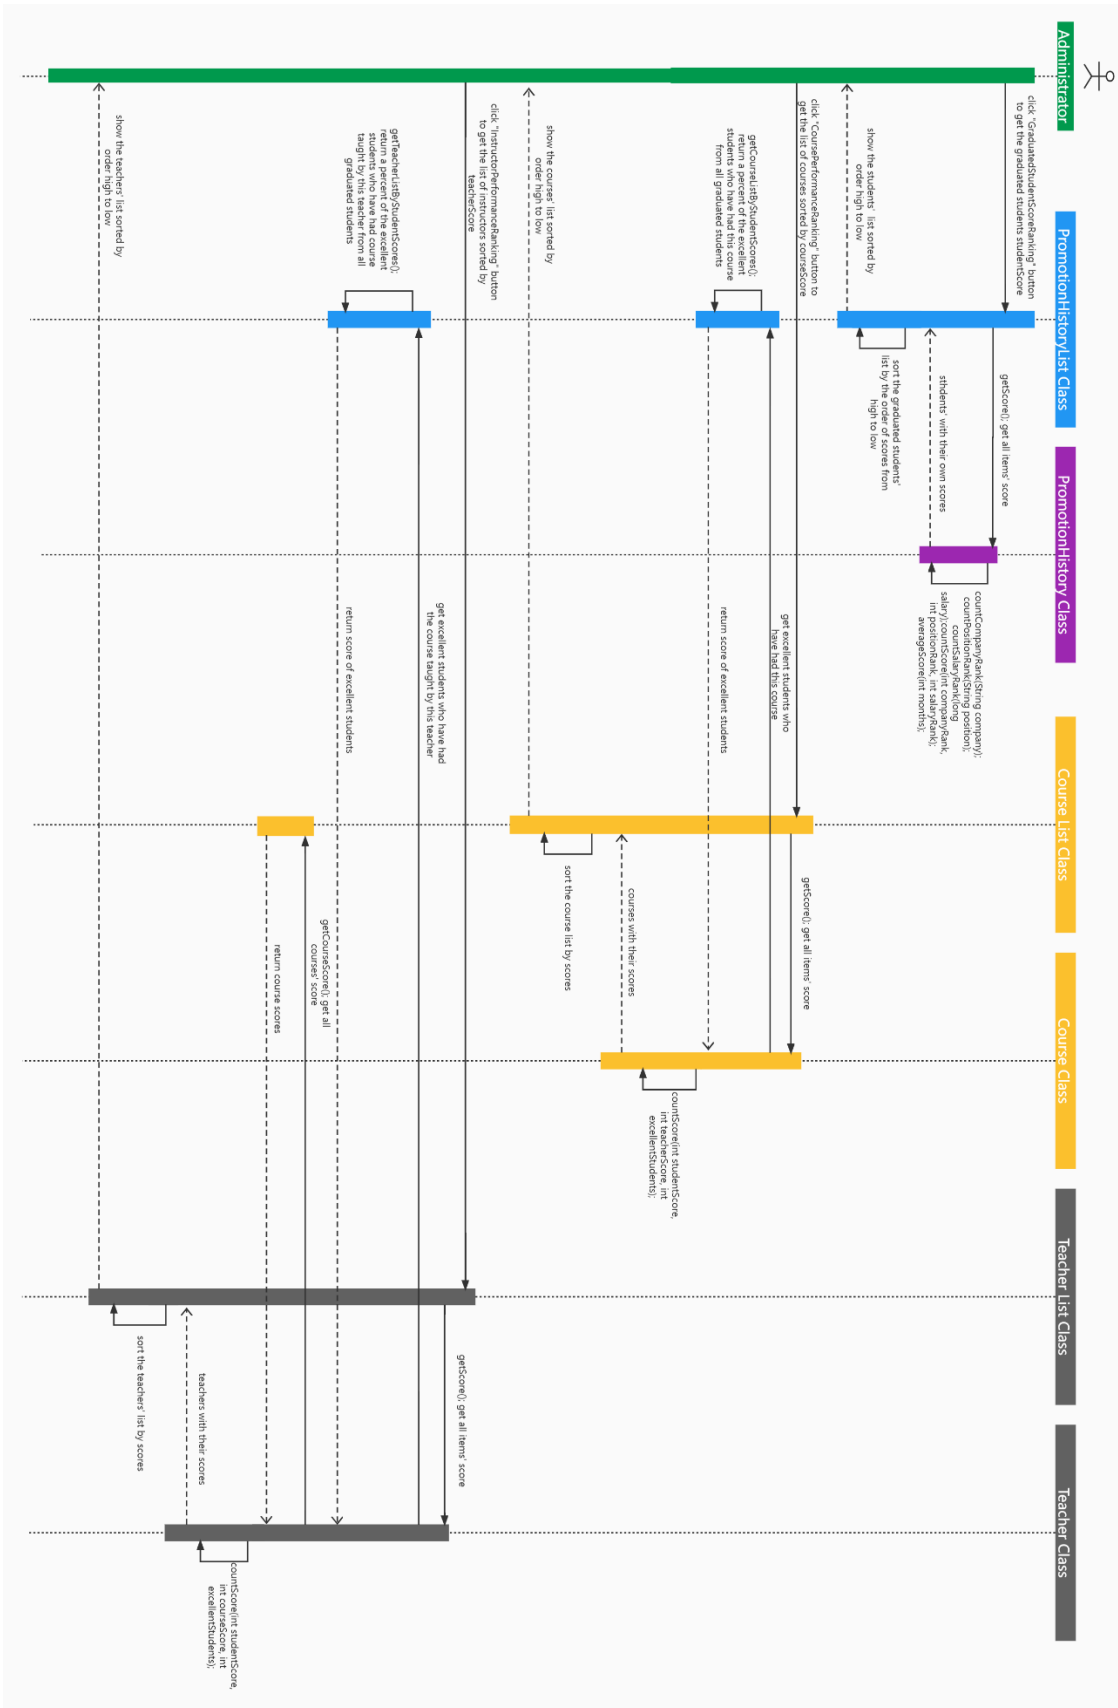 Administrator
PromotionHistoryList Class
PromotionHistory Class
Course List Class
Course Class
Teacher List Class
Teacher Class
click "GraduatedStudentScoreRanking" button
to get the graduated students studentScore
getScore(); get all items' score
countCompanyRank(String company);
countPositionRank(String position);
countSalaryRank(long
salary);countScore(int companyRank,
int positionRank, int salaryRank);
averageScore(int months);
sthdents' with their own scores
sort the graduated students'
list by the order of scores from
high to low
show the students' list sorted by
order high to low
click "CoursePerformanceRanking" button to
get the list of courses sorted by courseScore
getScore(); get all items' score
get excellent students who
have had this course
getCourseListByStudentScores();
return a percent of the excellent
students who have had this course
from all graduated students
return score of excellent students
countScore(int studentScore,
int teacherScore, int
excellentStudents);
courses with their scores
sort the course list by scores
show the courses' list sorted by
order high to low
click "InstructorPerformanceRanking" button
to get the list of instructors sorted by
teacherScore
getScore(); get all items' score
get excellent students who have had
the course taught by this teacher
getTeacherListByStudentScores();
return a percent of the excellent
students who have had course
taught by this teacher from all
graduated students
return score of excellent students
getCourseScore(); get all
courses' score
return course scores
countScore(int studentScore,
int courseScore, int
excellentStudents);
teachers with their scores
sort the teachers' list by scores
show the teachers' list sorted by
order high to low